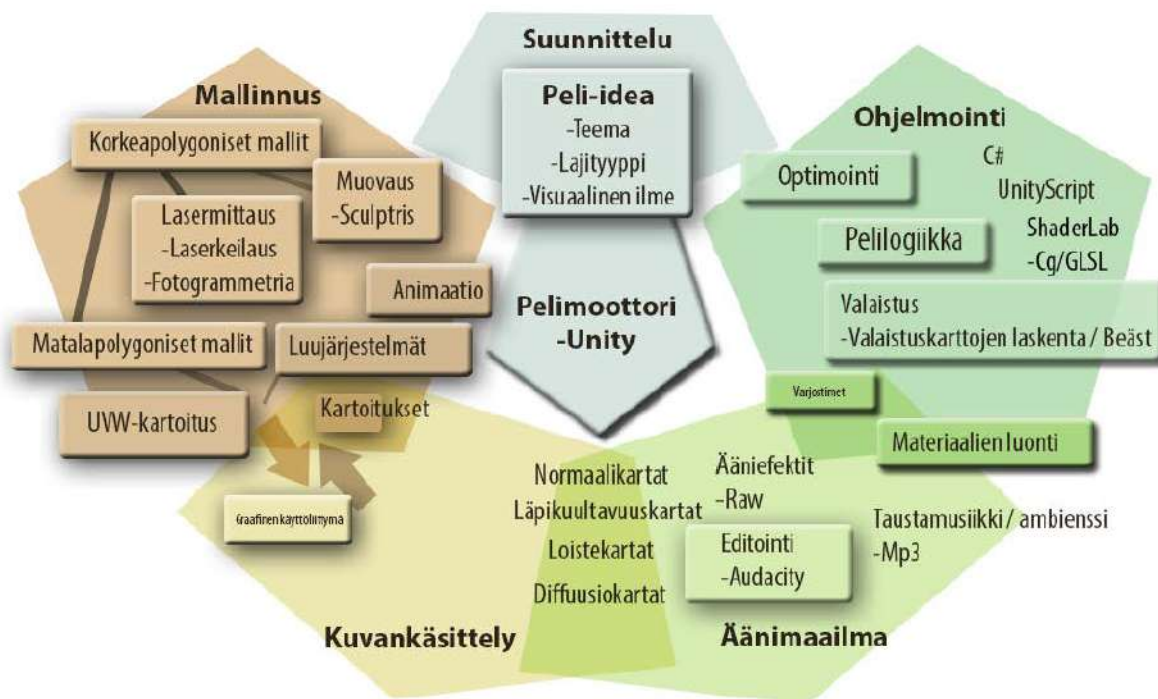 Suunnittelu
Peli-idea
-Teema
-Lajityyppi
-Visuaalinen ilme
Pelimoottori
-Unity
Mallinnus
Korkeapolygoniset mallit
Muovaus
-Sculptris
Lasermittaus
-Laserkeilaus
-Fotogrammetria
Animaatio
Matalapolygoniset mallit
Luujärjestelmät
UVW-kartoitus
Kartoitukset
Ohjelmointi
C#
UnityScript
Optimointi
Pelilogiikka
ShaderLab
-Cg/GLSL
Valaistus
-Valaistuskarttojen laskenta / Beäst
Varjostimet
Materiaalien luonti
Graafinen käyttöliittymä
Normaalikartat
Läpikuultavuuskartat
Loistekartat
Diffuusiokartat
Kuvankäsittely
Ääniefektit
-Raw
Editointi
-Audacity
Taustamusiikki / ambienssi
-Mp3
Äänimaailma